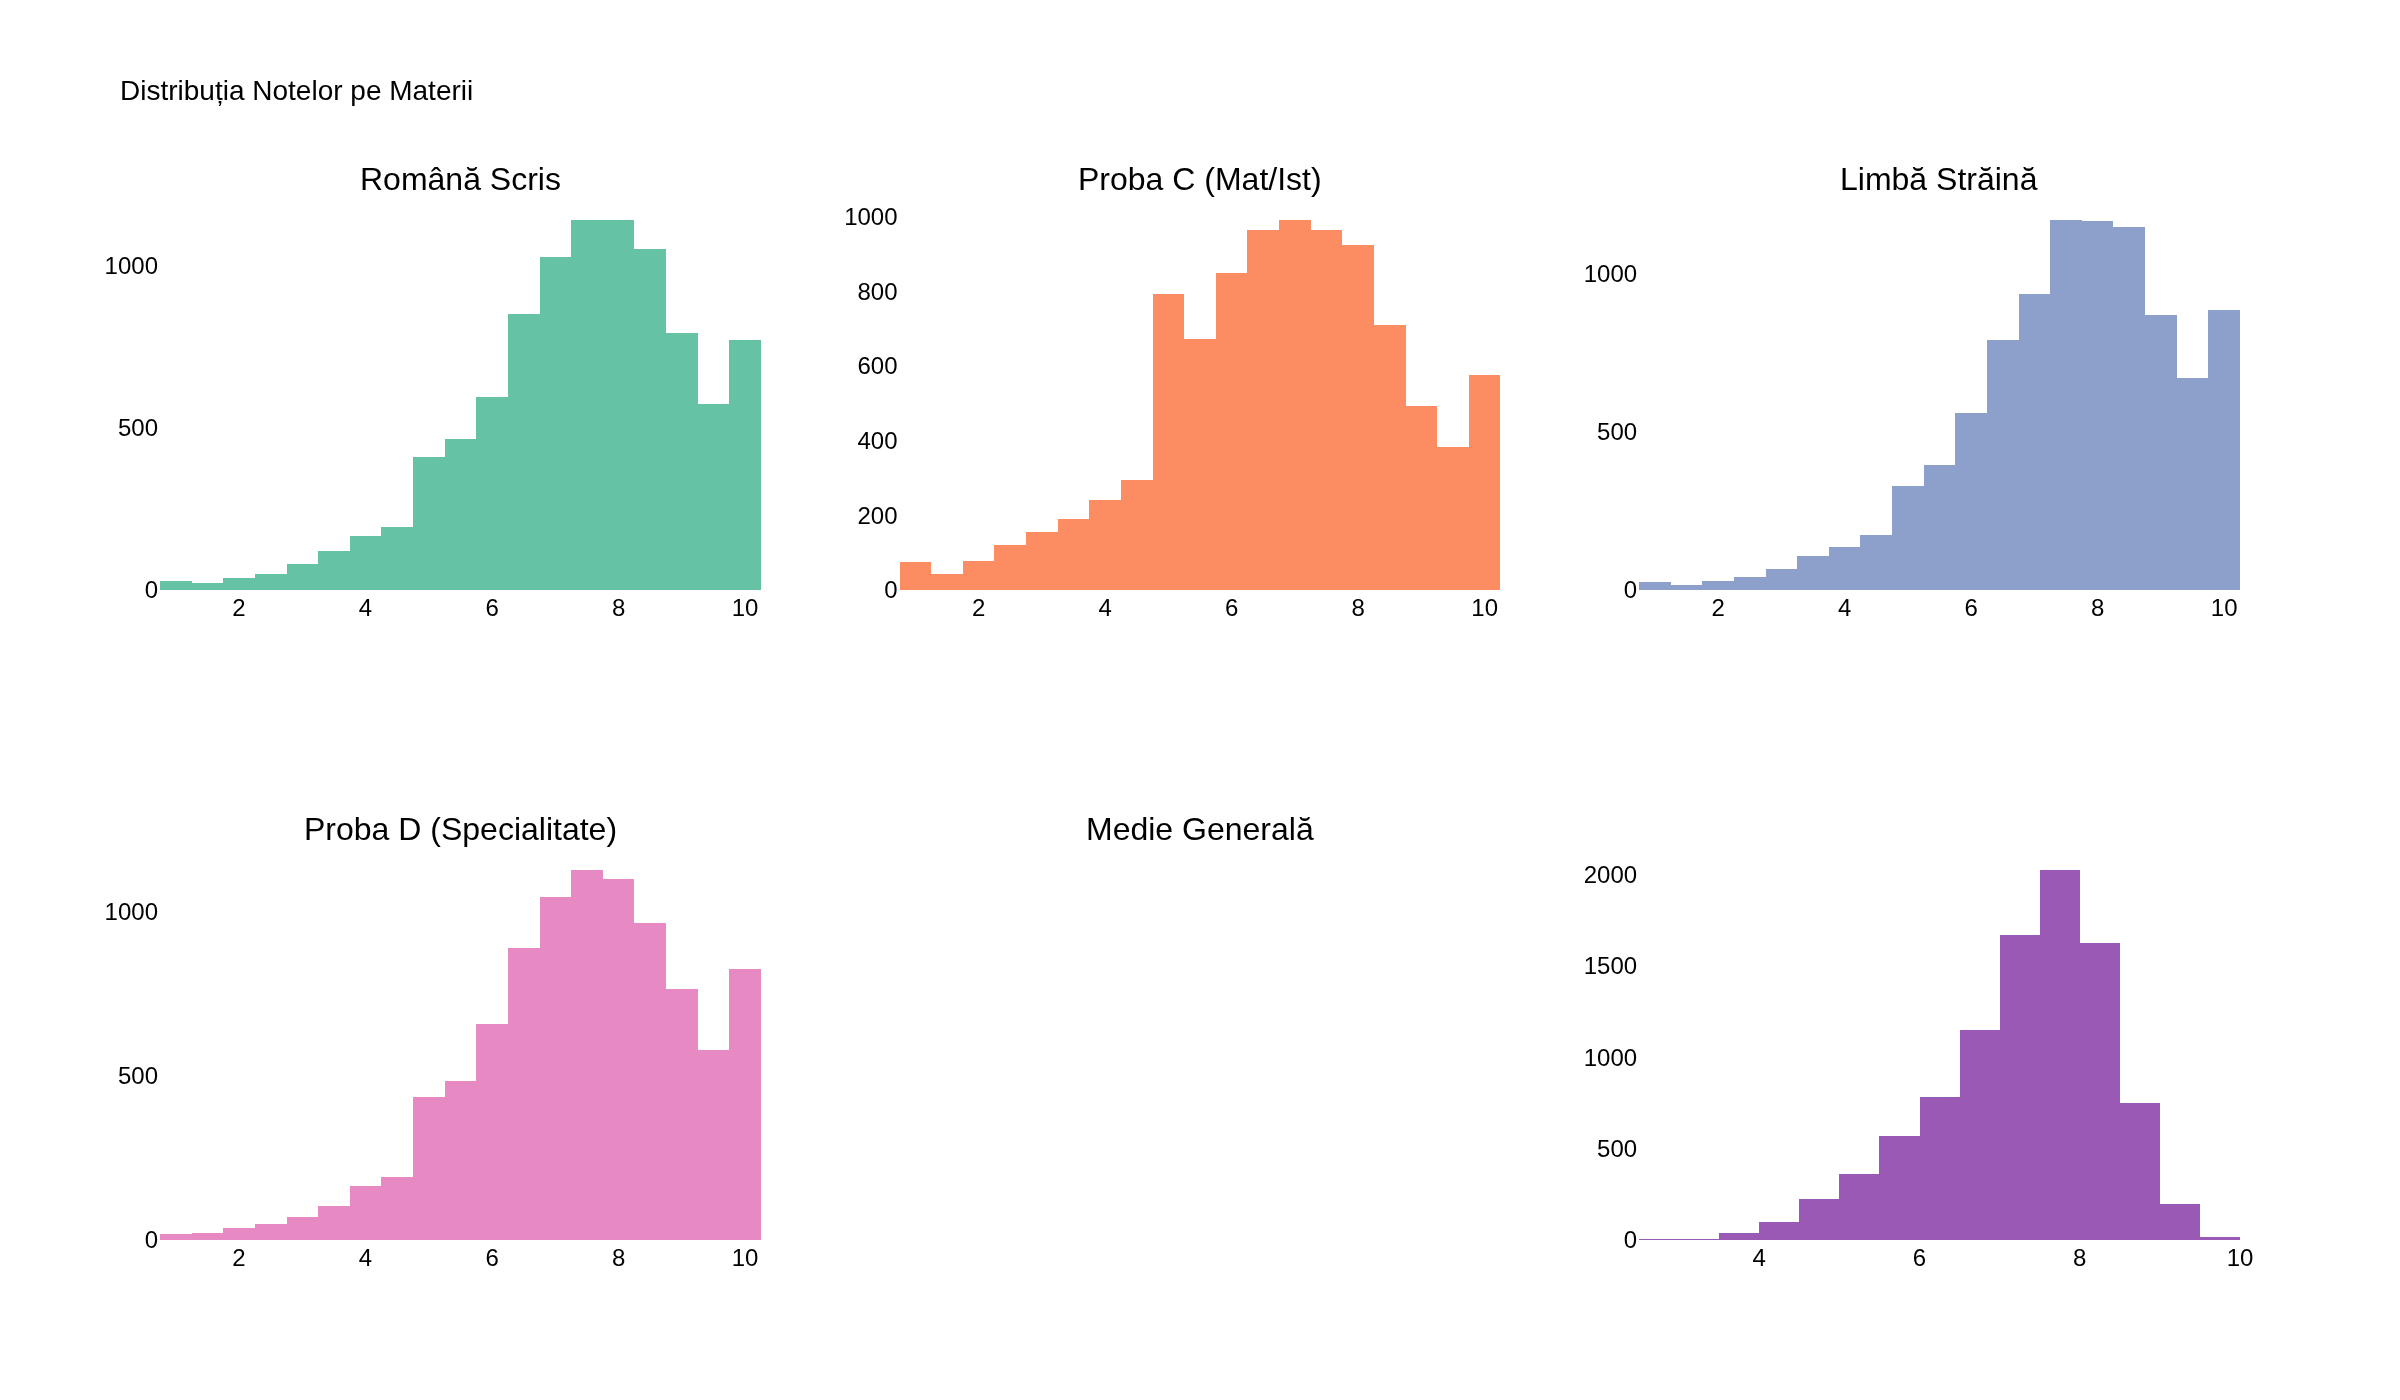 Distribuția Notelor pe Materii
Română Scris
1000
500
0
2 4 6 8 10
Proba C (Mat/Ist)
1000
800
600
400
200
0
2 4 6 8 10
Limbă Străină
1000
500
0
2 4 6 8 10
Proba D (Specialitate)
1000
500
0
2 4 6 8 10
Medie Generală
2000
1500
1000
500
0
4 6 8 10